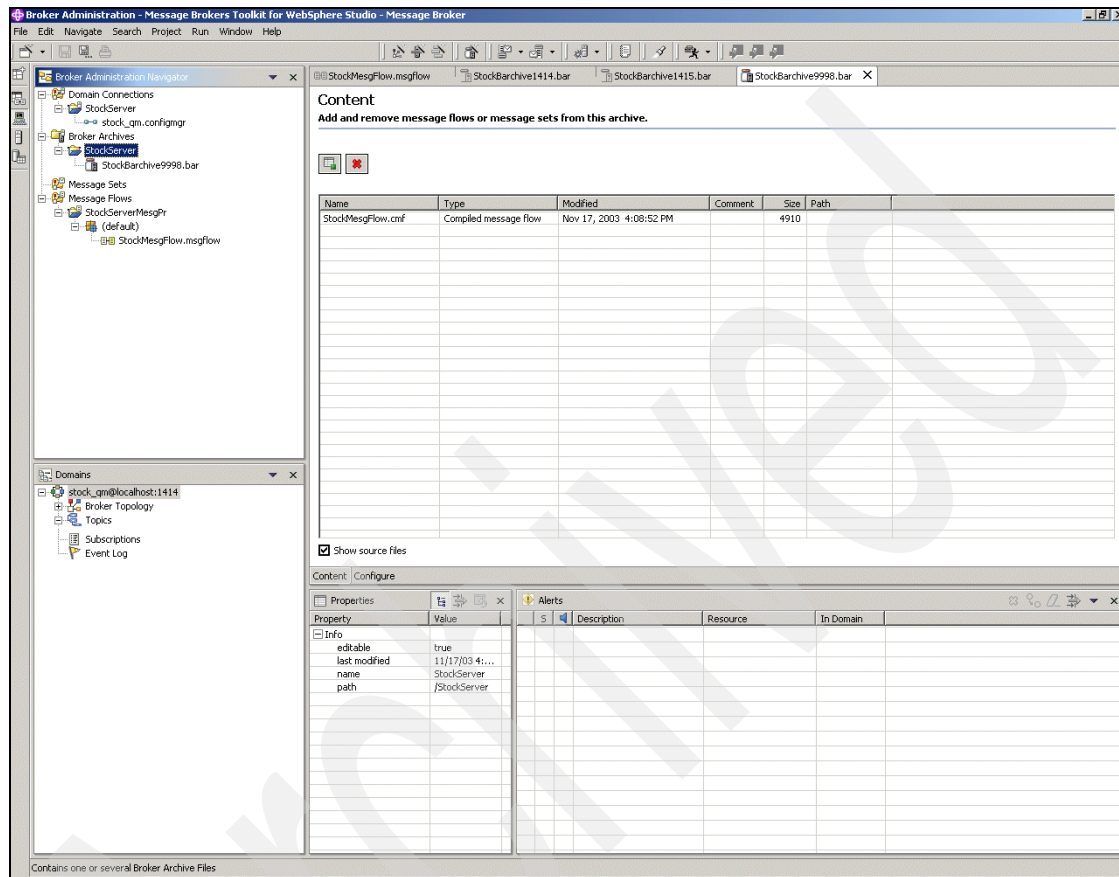 Broker Administration - Message Brokers Toolkit for WebSphere Studio - Message Broker
File Edit Navigate Search Project Run Window Help
Broker Administration Navigator
Domain Connections
StockServer
stock_qm.configmgr
Broker Archives
StockServer
StockBarchive9998.bar
Message Sets
Message Flows
StockServerMesgPr
(default)
StockMesgFlow.msgflow
Domains
stock_qm@localhost:1414
Broker Topology
Topics
Subscriptions
Event Log
StockMesgFlow.msgflow StockBarchive1414.bar StockBarchive1415.bar StockBarchive9998.bar
Content
Add and remove message flows or message sets from this archive.
Name Type Modified Comment Size Path
StockMesgFlow.cmf Compiled message flow Nov 17, 2003 4:08:52 PM 4910
Show source files
Content Configure
Properties
Property Value
Info
editable true
last modified 11/17/03 4:...
name StockServer
path /StockServer
Alerts
S Description Resource In Domain
Contains one or several Broker Archive Files
Archived